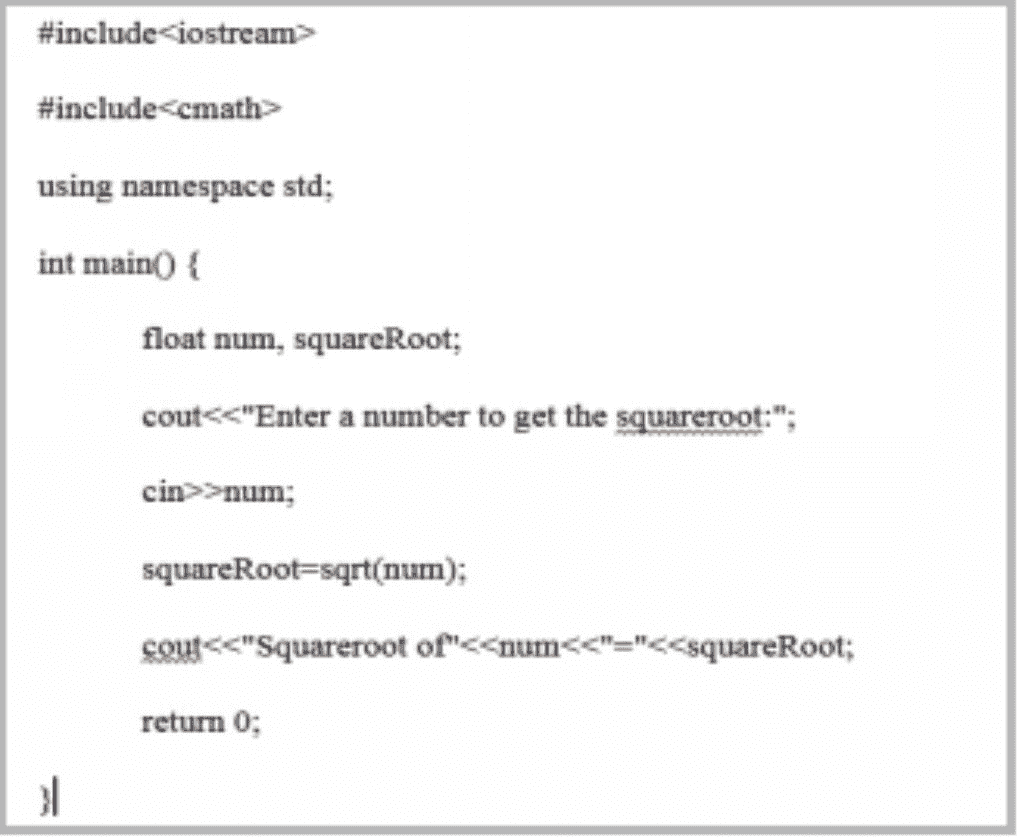 #include<iostream>
#include<cmath>
using namespace std;
int main() {
float num, squareRoot;
cout<<"Enter a number to get the squareroot:";
cin>>num;
squareRoot=sqrt(num);
cout<<"Squareroot of"<<num<<"="<<squareRoot;
return 0;
}